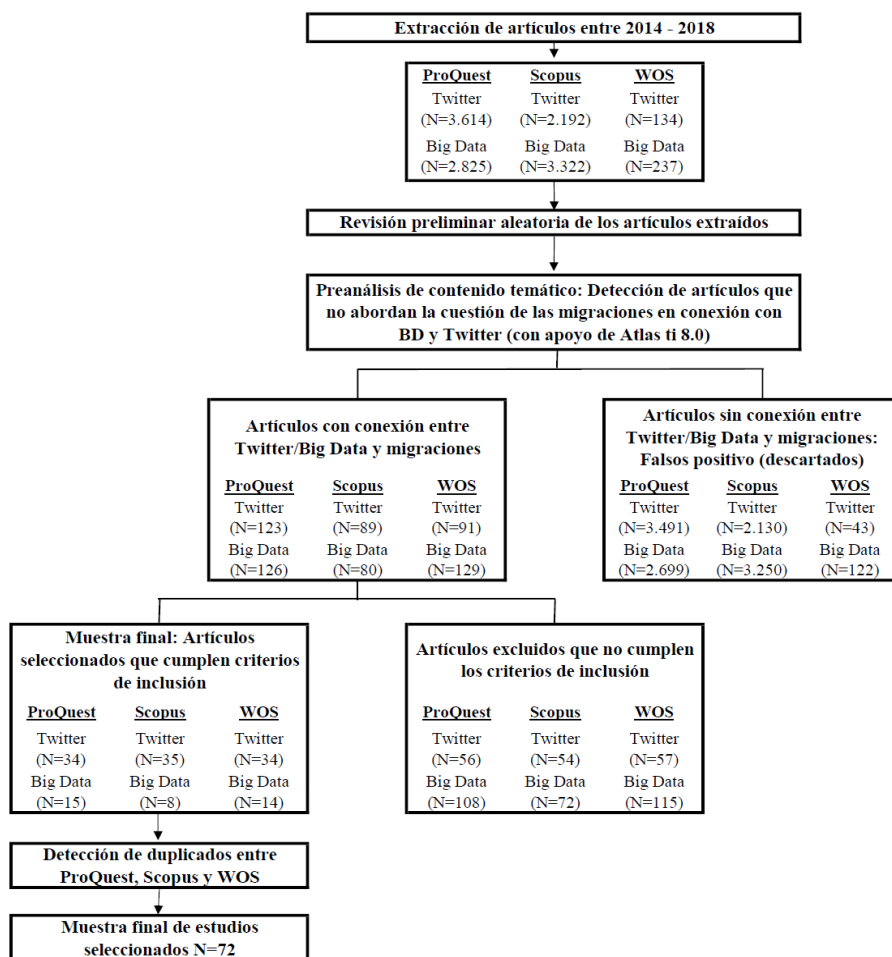 Extracción de artículos entre 2014 - 2018
ProQuest Scopus WOS
Twitter Twitter Twitter
(N=3.614) (N=2.192) (N=134)
Big Data Big Data Big Data
(N=2.825) (N=3.322) (N=237)
Revisión preliminar aleatoria de los artículos extraídos
Preanálisis de contenido temático: Detección de artículos que
no abordan la cuestión de las migraciones en conexión con
BD y Twitter (con apoyo de Atlas ti 8.0)
Artículos con conexión entre
Twitter/Big Data y migraciones
ProQuest Scopus WOS
Twitter Twitter Twitter
(N=123) (N=89) (N=91)
Big Data Big Data Big Data
(N=126) (N=80) (N=129)
Artículos sin conexión entre
Twitter/Big Data y migraciones:
Falsos positivo (descartados)
ProQuest Scopus WOS
Twitter Twitter Twitter
(N=3.491) (N=2.130) (N=43)
Big Data Big Data Big Data
(N=2.699) (N=3.250) (N=122)
Muestra final: Artículos
seleccionados que cumplen criterios
de inclusión
ProQuest Scopus WOS
Twitter Twitter Twitter
(N=34) (N=35) (N=34)
Big Data Big Data Big Data
(N=15) (N=8) (N=14)
Artículos excluidos que no cumplen
los criterios de inclusión
ProQuest Scopus WOS
Twitter Twitter Twitter
(N=56) (N=54) (N=57)
Big Data Big Data Big Data
(N=108) (N=72) (N=115)
Detección de duplicados entre
ProQuest, Scopus y WOS
Muestra final de estudios
seleccionados N=72